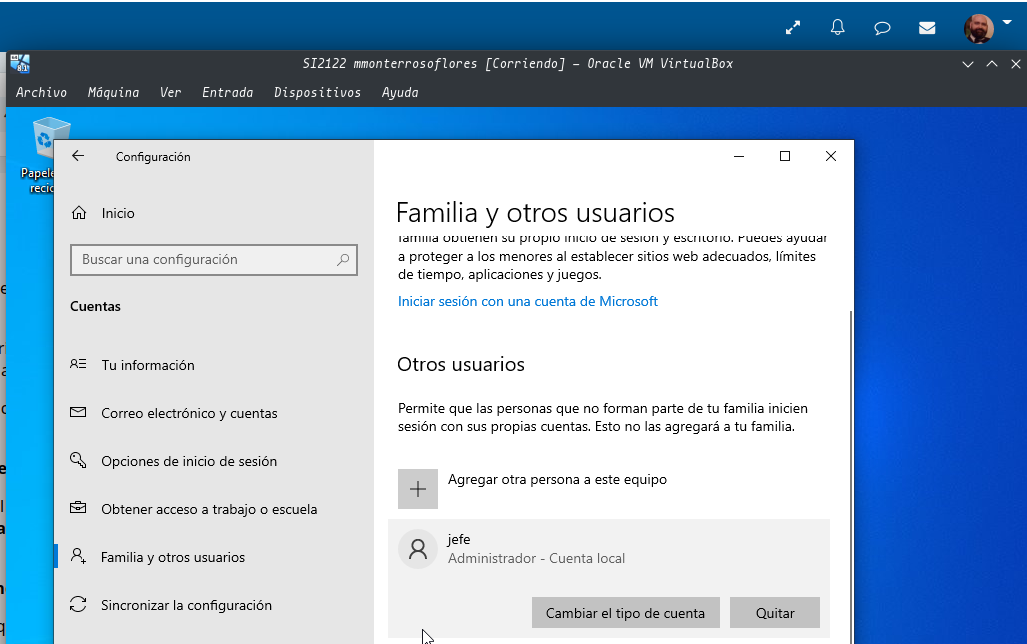 SI2122 mmonterrosoflores [Corriendo] – Oracle VM VirtualBox
Archivo Máquina Ver Entrada Dispositivos Ayuda
Configuración
Inicio
Buscar una configuración
Cuentas
Tu información
Correo electrónico y cuentas
Opciones de inicio de sesión
Obtener acceso a trabajo o escuela
Familia y otros usuarios
Sincronizar la configuración
Familia y otros usuarios
familia obtienen su propio inicio de sesión y escritorio. Puedes ayudar
a proteger a los menores al establecer sitios web adecuados, límites
de tiempo, aplicaciones y juegos.
Iniciar sesión con una cuenta de Microsoft
Otros usuarios
Permite que las personas que no forman parte de tu familia inicien
sesión con sus propias cuentas. Esto no las agregará a tu familia.
Agregar otra persona a este equipo
jefe
Administrador - Cuenta local
Cambiar el tipo de cuenta
Quitar